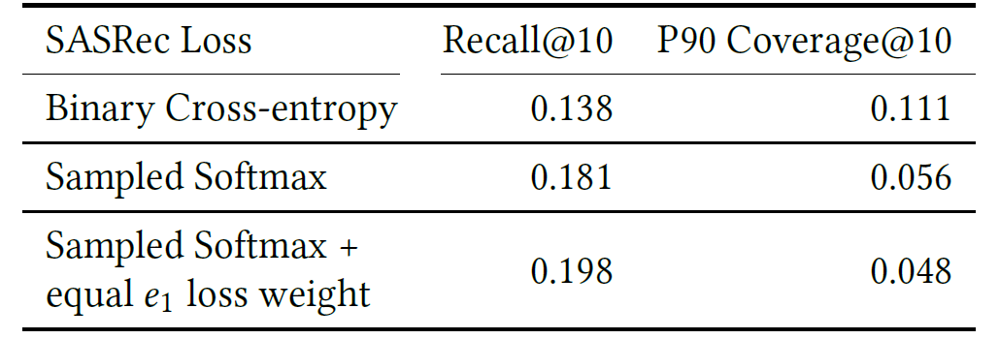 SASRec Loss Recall@10 P90 Coverage@10
Binary Cross-entropy 0.138 0.111
Sampled Softmax 0.181 0.056
Sampled Softmax +
equal e₁ loss weight 0.198 0.048